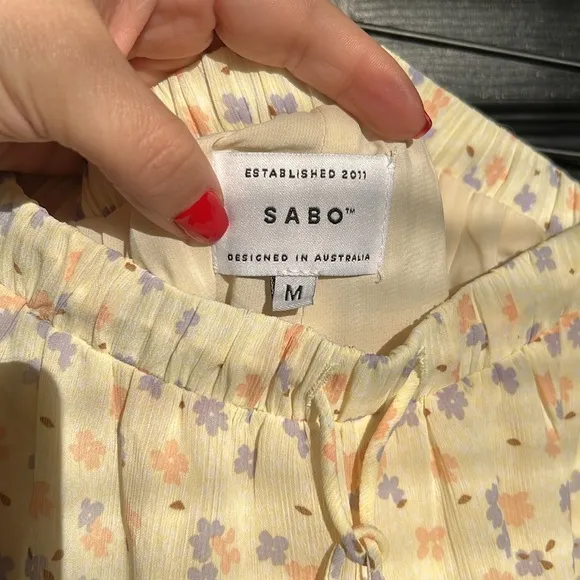 ESTABLISHED 2011
SABO™
DESIGNED IN AUSTRALIA
M